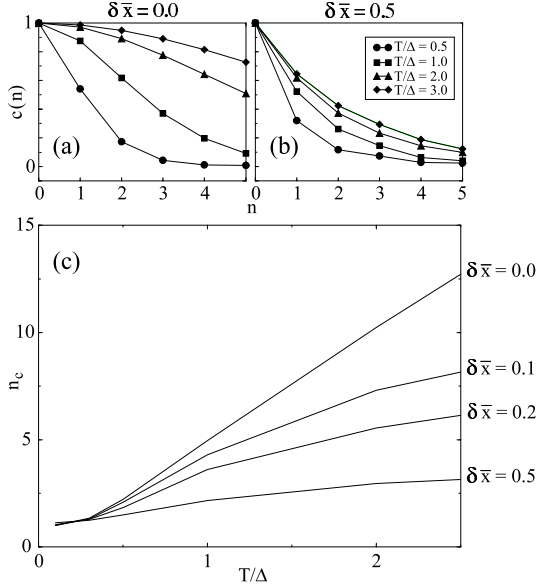 δ x̅ = 0.0
δ x̅ = 0.5
1
c(n)
0
(a)
(b)
T/Δ = 0.5
T/Δ = 1.0
T/Δ = 2.0
T/Δ = 3.0
0 1 2 3 4 0 1 2 3 4 5
n
15
10
5
0
n_c
(c)
δ x̅ = 0.0
δ x̅ = 0.1
δ x̅ = 0.2
δ x̅ = 0.5
0 1 2
T/Δ